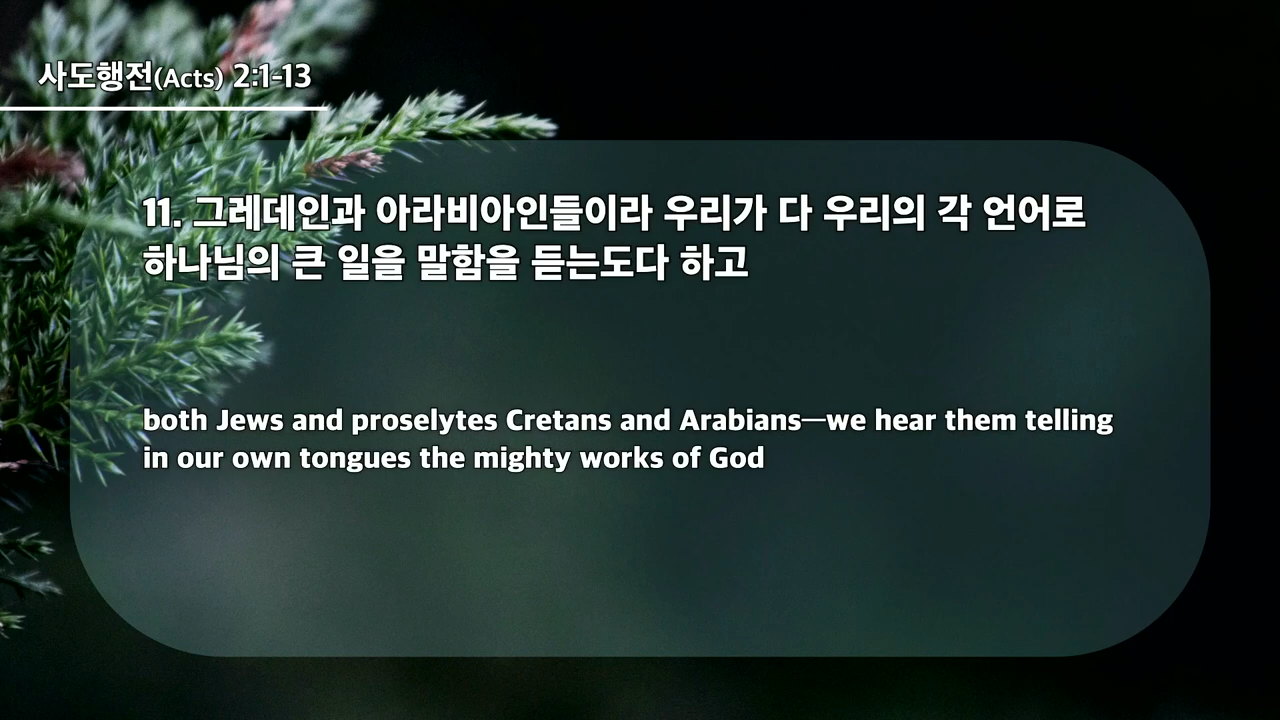 사도행전(Acts) 2:1-13
11. 그레데인과 아라비아인들이라 우리가 다 우리의 각 언어로
하나님의 큰 일을 말함을 듣는도다 하고
both Jews and proselytes Cretans and Arabians—we hear them telling
in our own tongues the mighty works of God